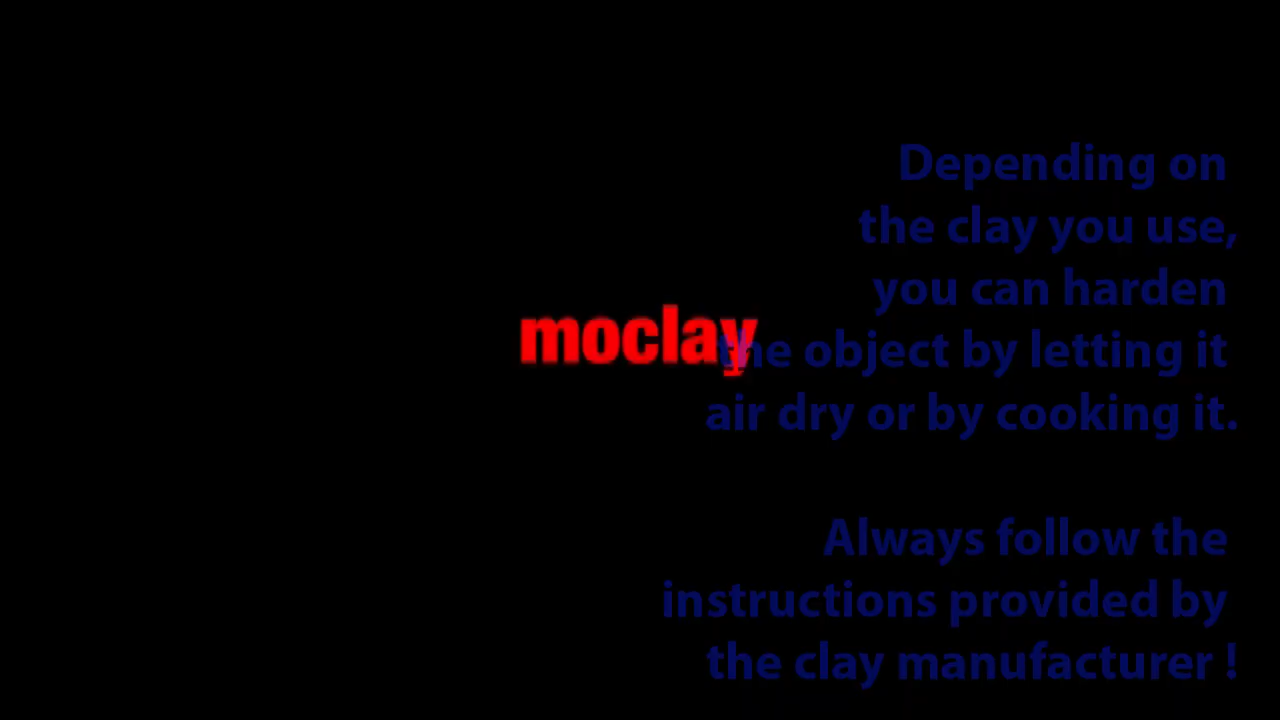 Depending on
the clay you use,
you can harden
moclay
the object by letting it
air dry or by cooking it.
Always follow the
instructions provided by
the clay manufacturer !